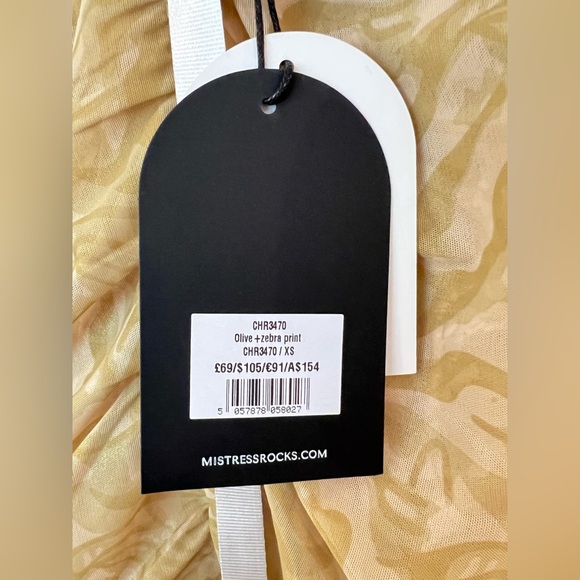 CHR3470
Olive+zebra print
CHR3470 / XS
£69/$105/€91/A$154
5 057878 058027
MISTRESSROCKS.COM